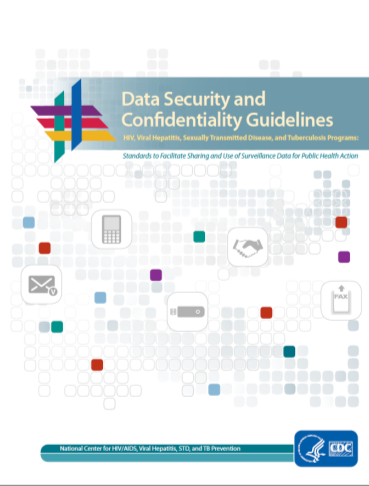 Data Security and
Confidentiality Guidelines
HIV, Viral Hepatitis, Sexually Transmitted Disease, and Tuberculosis Programs:
Standards to Facilitate Sharing and Use of Surveillance Data for Public Health Action
V
FAX
National Center for HIV/AIDS, Viral Hepatitis, STD, and TB Prevention
CDC